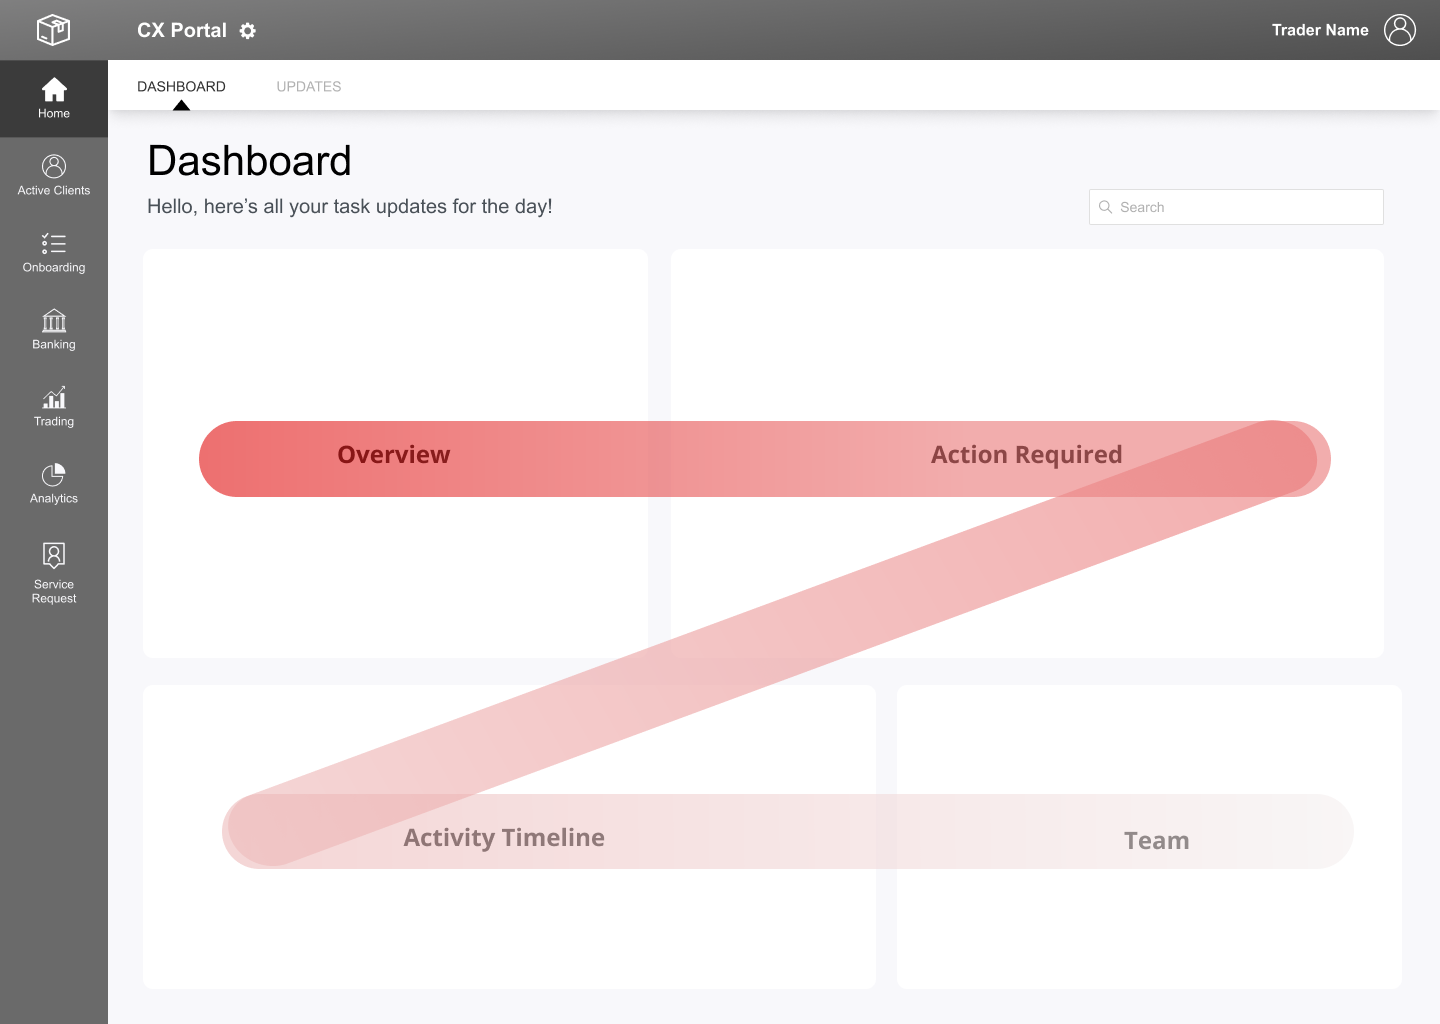 CX Portal
Trader Name
Home
Active Clients
Onboarding
Banking
Trading
Analytics
Service
Request
DASHBOARD
UPDATES
Dashboard
Hello, here’s all your task updates for the day!
Search
Overview
Action Required
Activity Timeline
Team